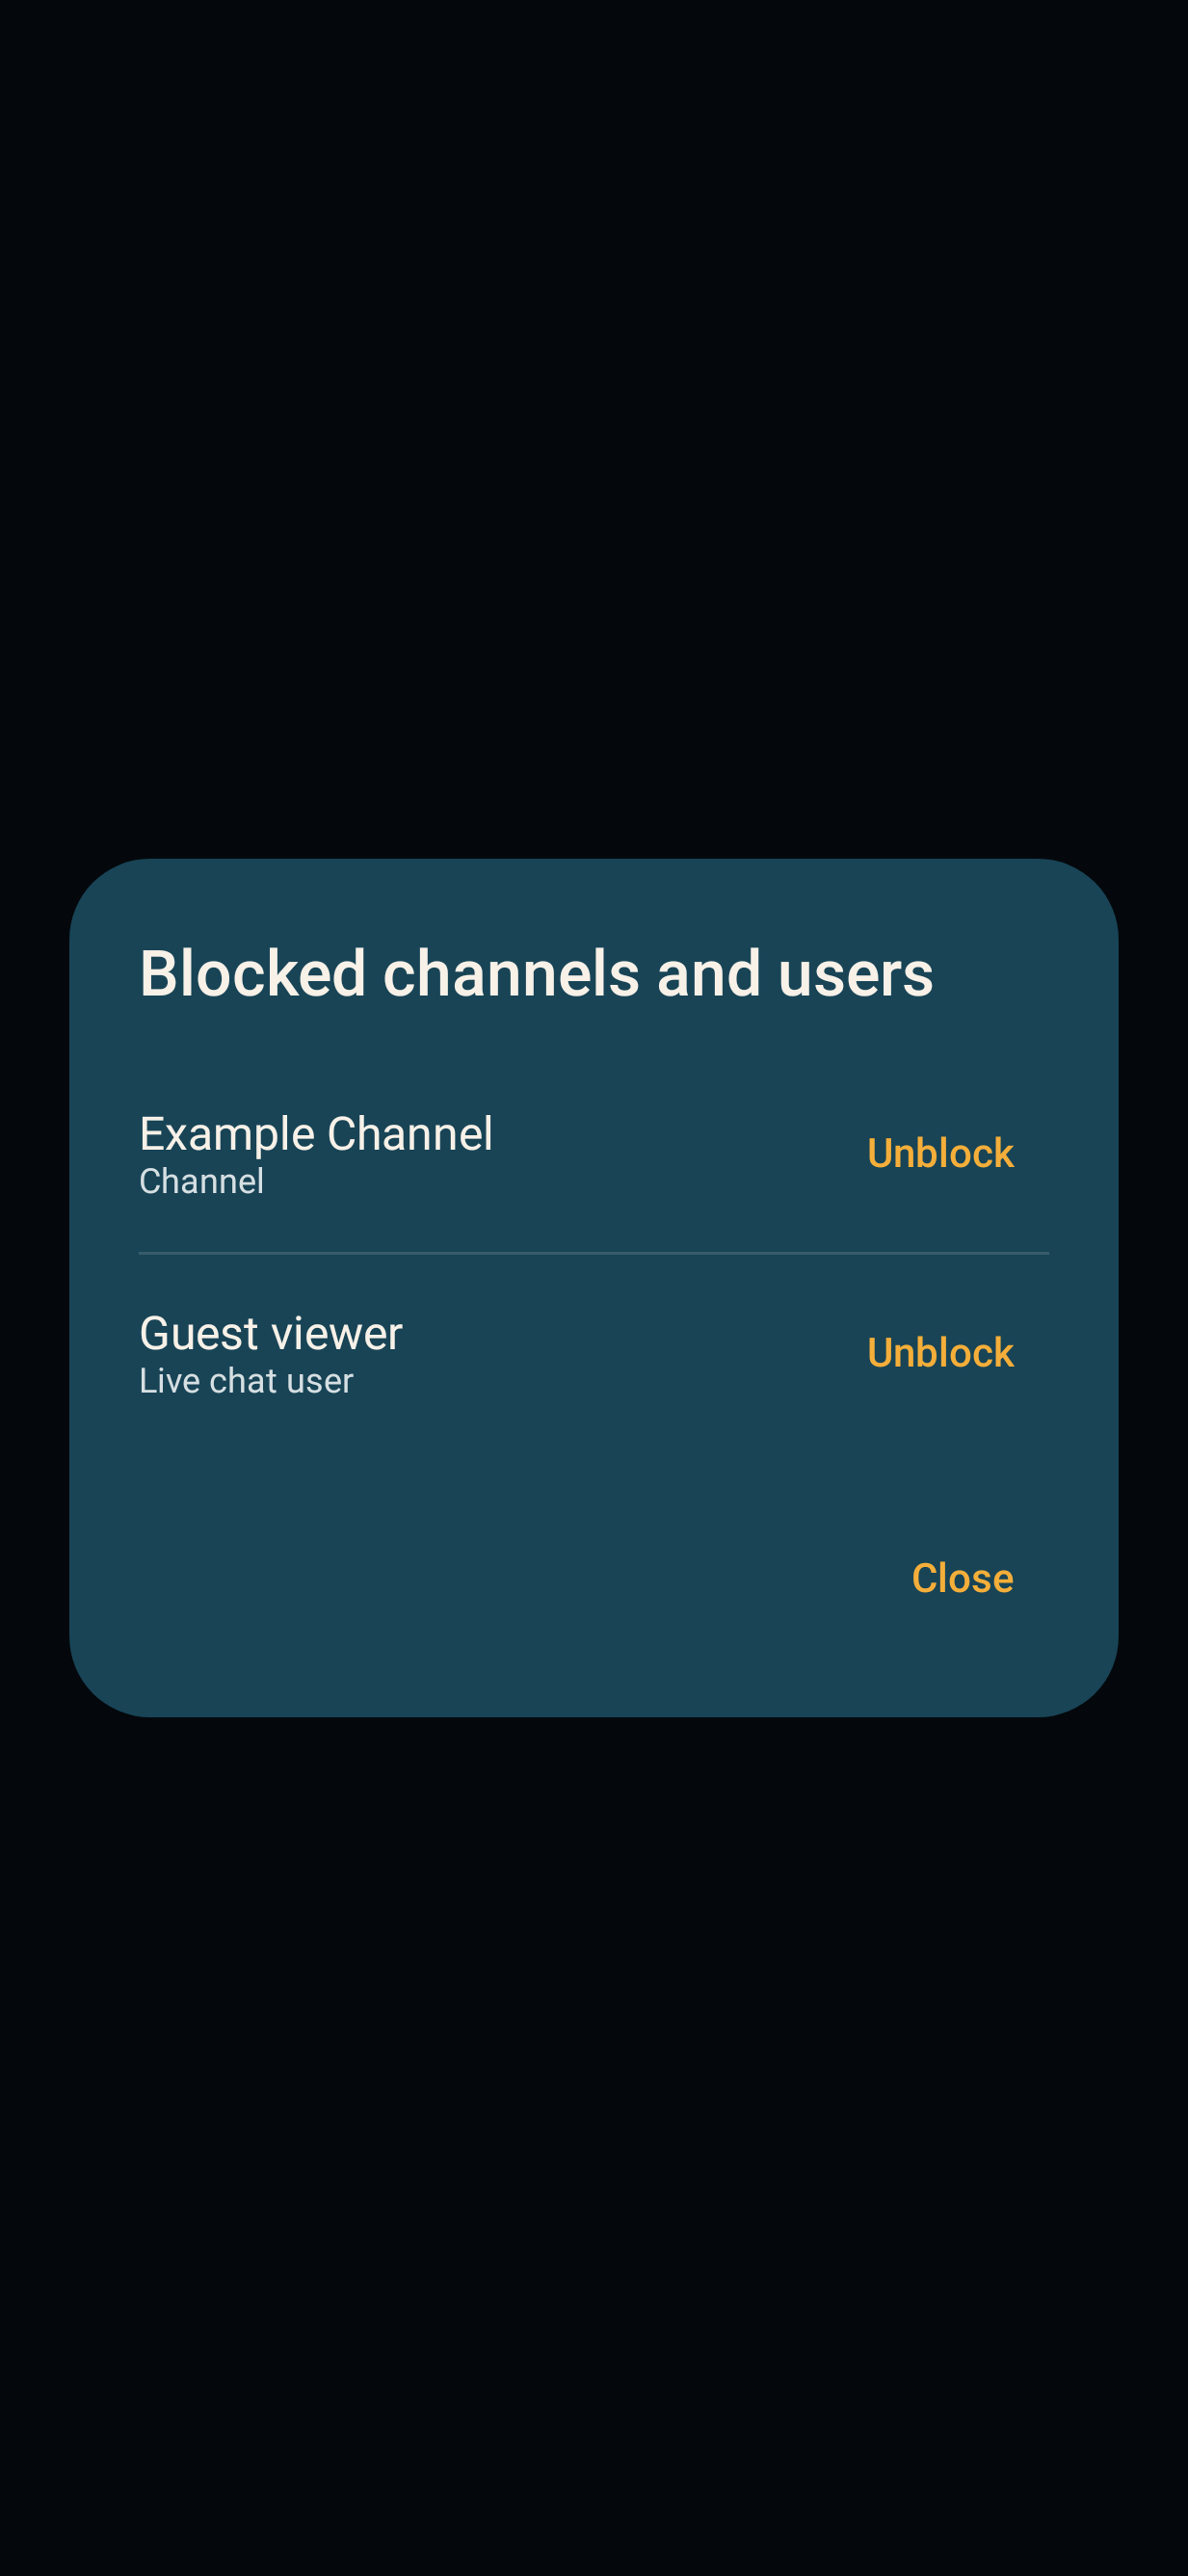 Blocked channels and users
Example Channel
Channel
Unblock
Guest viewer
Live chat user
Unblock
Close